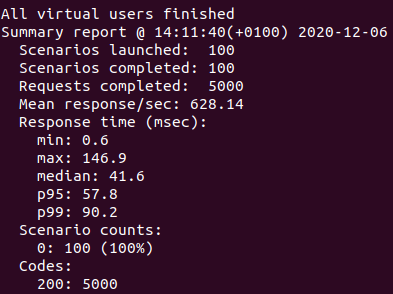 All virtual users finished
Summary report @ 14:11:40(+0100) 2020-12-06
Scenarios launched:  100
Scenarios completed: 100
Requests completed:  5000
Mean response/sec: 628.14
Response time (msec):
min: 0.6
max: 146.9
median: 41.6
p95: 57.8
p99: 90.2
Scenario counts:
0: 100 (100%)
Codes:
200: 5000